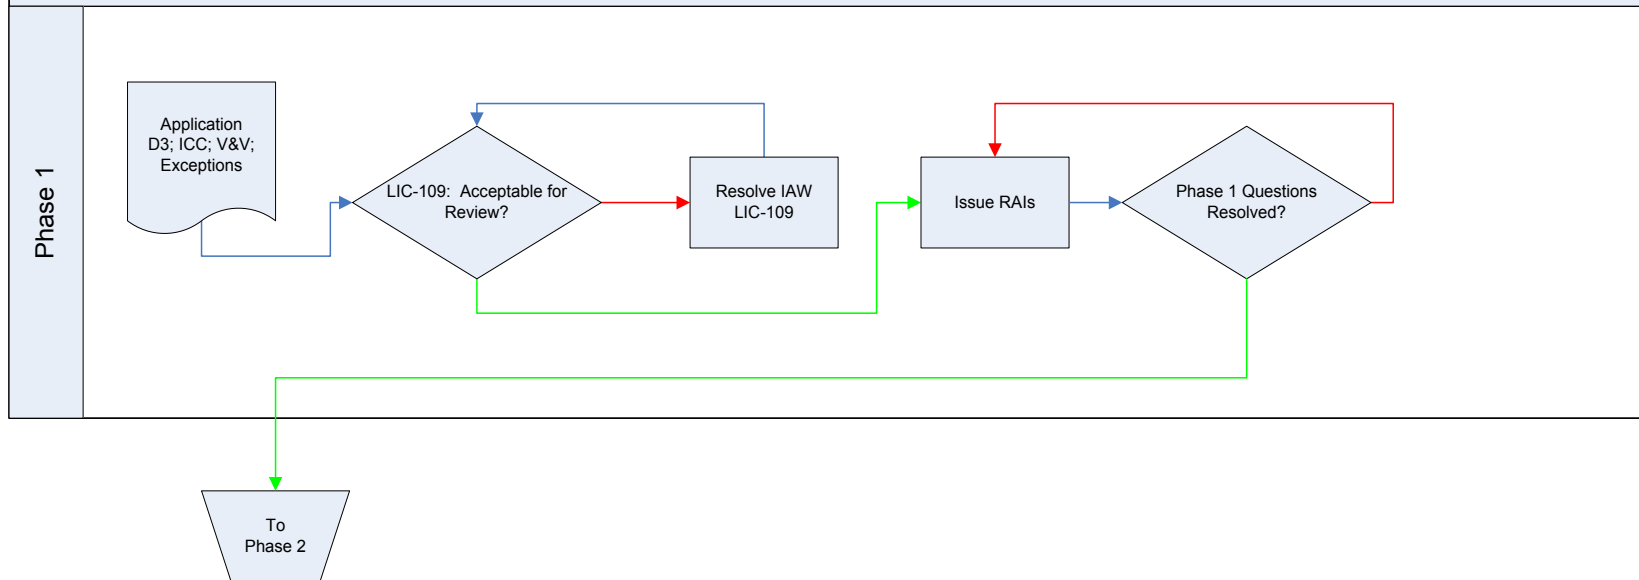 Phase 1
Application
D3; ICC; V&V;
Exceptions
LIC-109:  Acceptable for
Review?
Resolve IAW
LIC-109
Issue RAIs
Phase 1 Questions
Resolved?
To
Phase 2